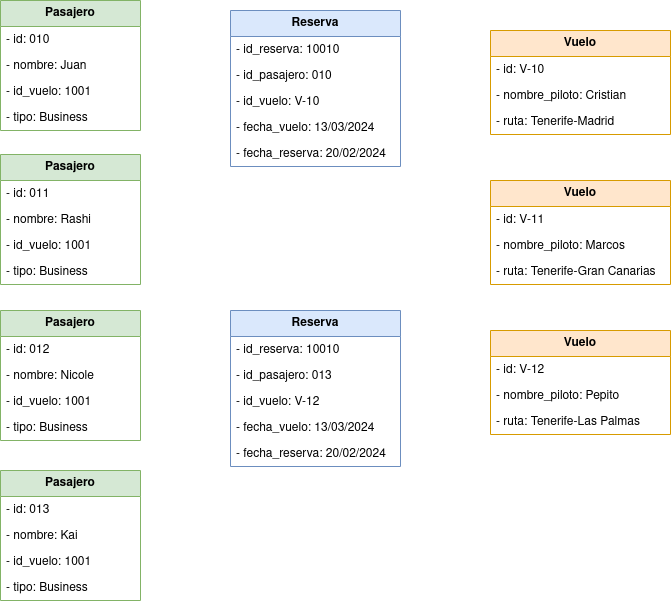 Pasajero
- id: 010
- nombre: Juan
- id_vuelo: 1001
- tipo: Business
Pasajero
- id: 011
- nombre: Rashi
- id_vuelo: 1001
- tipo: Business
Pasajero
- id: 012
- nombre: Nicole
- id_vuelo: 1001
- tipo: Business
Pasajero
- id: 013
- nombre: Kai
- id_vuelo: 1001
- tipo: Business
Reserva
- id_reserva: 10010
- id_pasajero: 010
- id_vuelo: V-10
- fecha_vuelo: 13/03/2024
- fecha_reserva: 20/02/2024
Reserva
- id_reserva: 10010
- id_pasajero: 013
- id_vuelo: V-12
- fecha_vuelo: 13/03/2024
- fecha_reserva: 20/02/2024
Vuelo
- id: V-10
- nombre_piloto: Cristian
- ruta: Tenerife-Madrid
Vuelo
- id: V-11
- nombre_piloto: Marcos
- ruta: Tenerife-Gran Canarias
Vuelo
- id: V-12
- nombre_piloto: Pepito
- ruta: Tenerife-Las Palmas